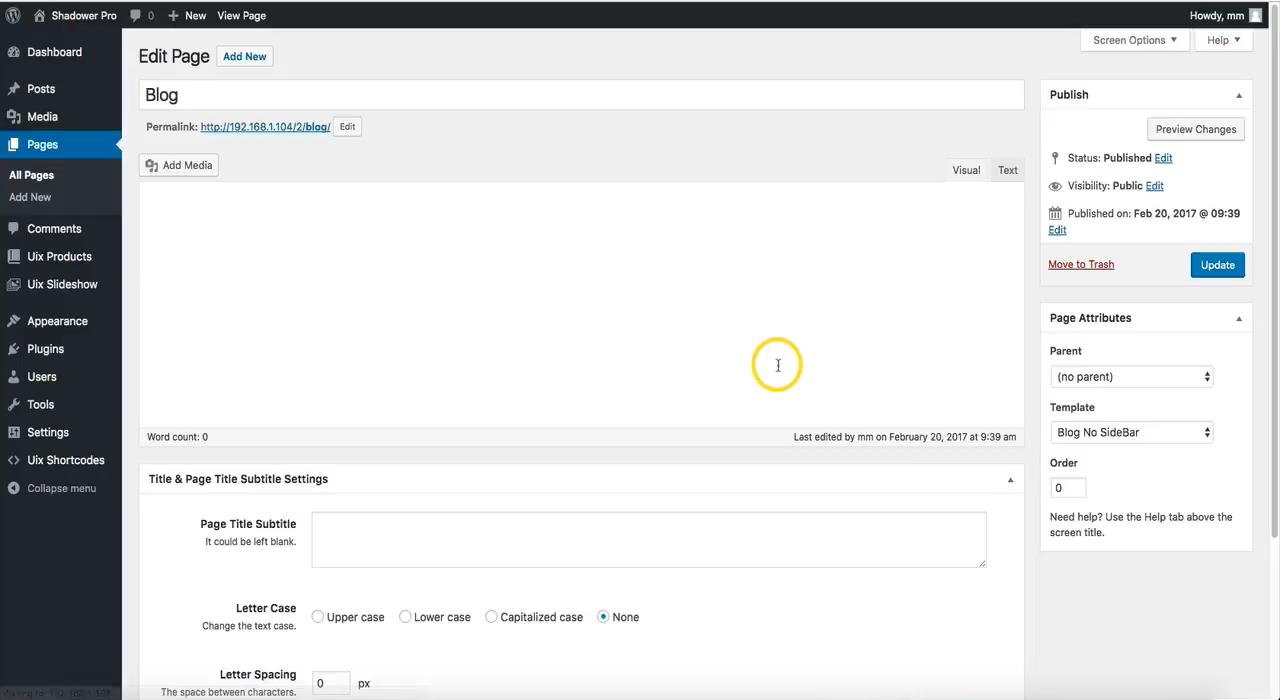 Shadower Pro 0 New View Page Howdy, mm
Screen Options Help
Dashboard
Posts
Media
Pages
All Pages
Add New
Comments
Uix Products
Uix Slideshow
Appearance
Plugins
Users
Tools
Settings
Uix Shortcodes
Collapse menu
Edit Page Add New
Blog
Permalink: http://192.168.1.104/2/blog/ Edit
Add Media
Visual Text
Word count: 0 Last edited by mm on February 20, 2017 at 9:39 am
Title & Page Title Subtitle Settings
Page Title Subtitle
It could be left blank.
Letter Case
Change the text case.
Upper case Lower case Capitalized case None
Letter Spacing
The space between characters.
0 px
Publish
Preview Changes
Status: Published Edit
Visibility: Public Edit
Published on: Feb 20, 2017 @ 09:39
Edit
Move to Trash Update
Page Attributes
Parent
(no parent)
Template
Blog No SideBar
Order
0
Need help? Use the Help tab above the
screen title.